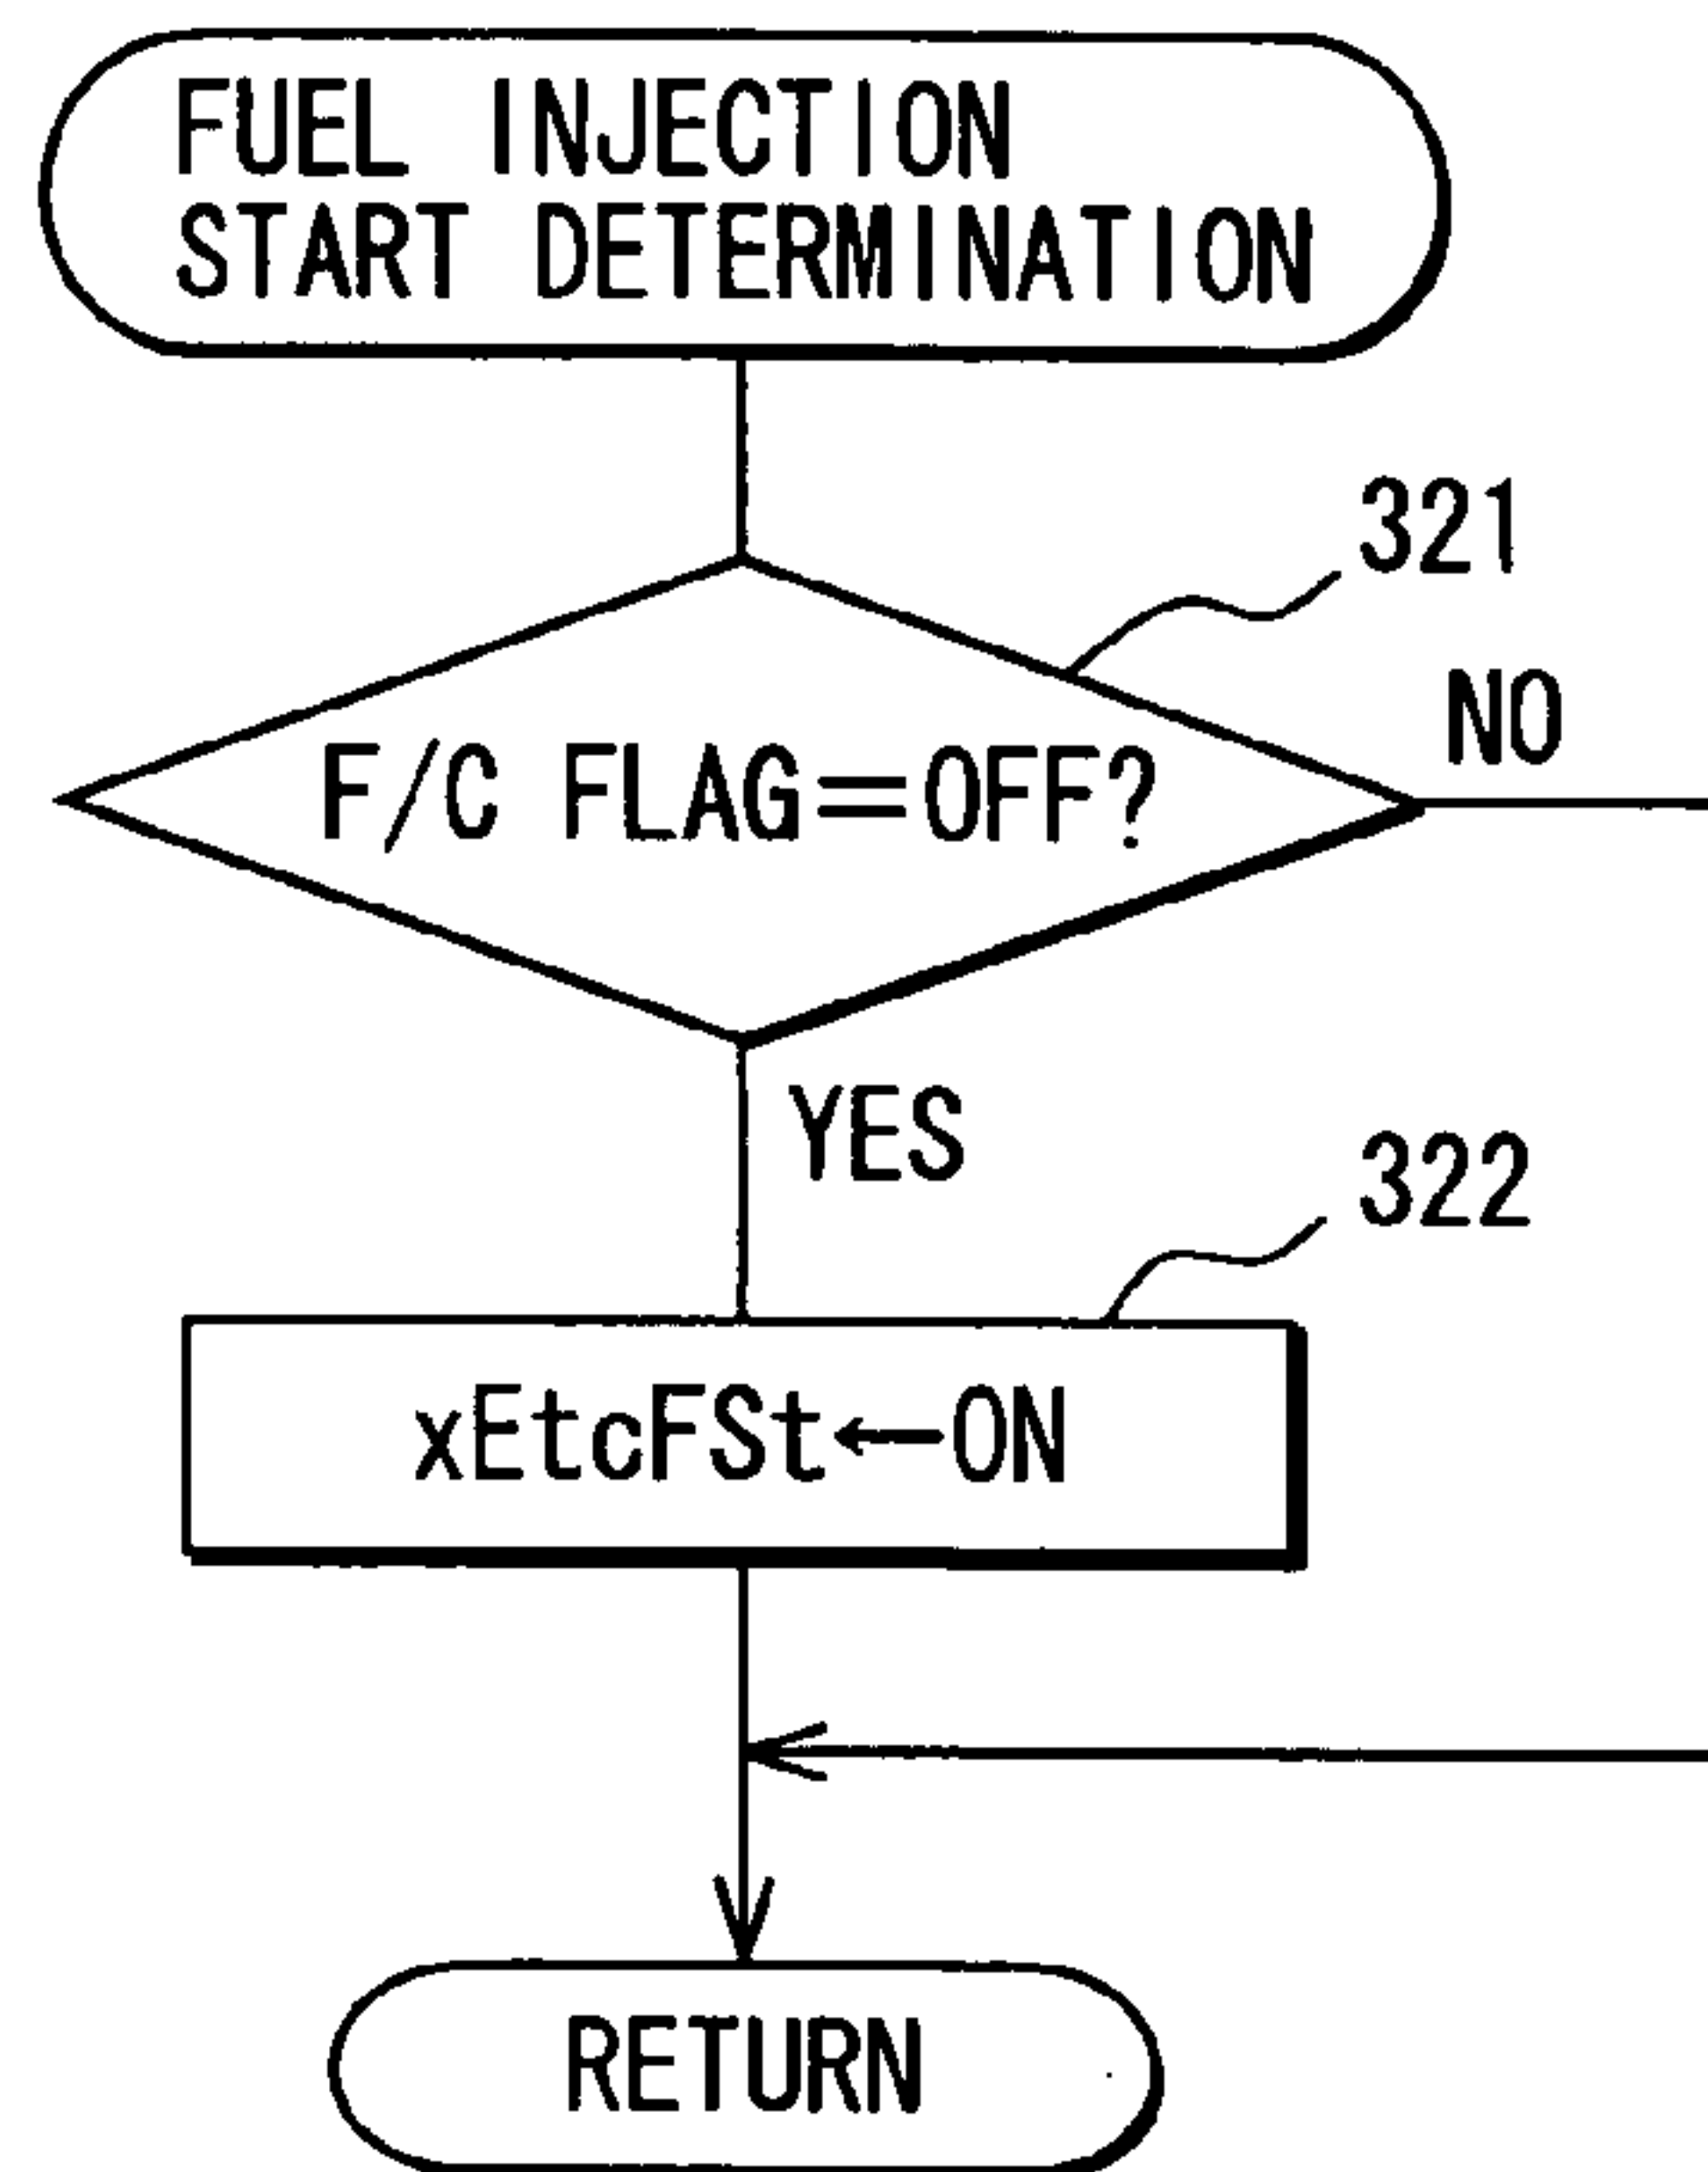 FUEL INJECTION
START DETERMINATION
321
NO
F/C FLAG=OFF?
YES
322
xEtcFSt←ON
RETURN